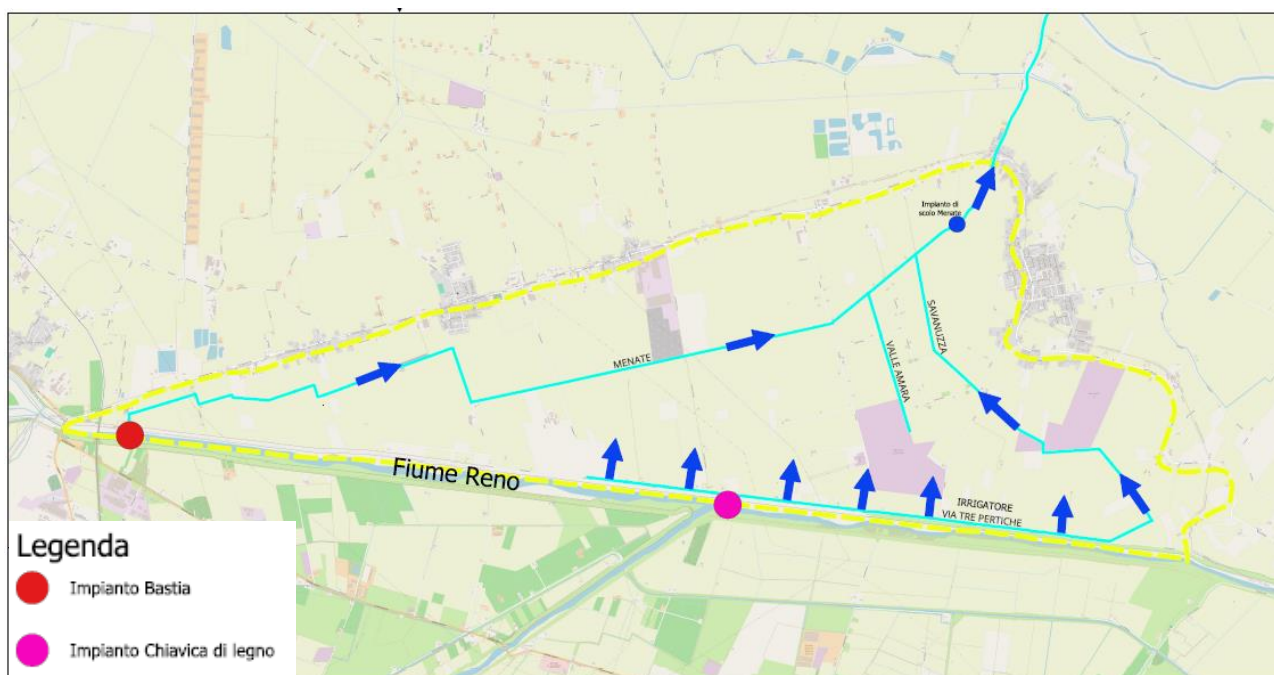 Impianto di
scolo Menate
SAVANUZZA
MENATE
VALLE AMARA
Fiume Reno
IRRIGATORE
VIA TRE PERTICHE
Legenda
Impianto Bastia
Impianto Chiavica di legno